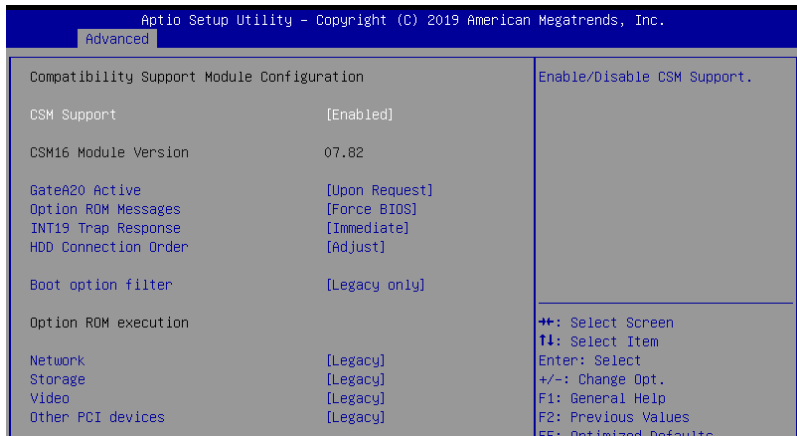 Aptio Setup Utility – Copyright (C) 2019 American Megatrends, Inc.
Advanced
Compatibility Support Module Configuration
CSM Support [Enabled]
CSM16 Module Version 07.82
GateA20 Active [Upon Request]
Option ROM Messages [Force BIOS]
INT19 Trap Response [Immediate]
HDD Connection Order [Adjust]
Boot option filter [Legacy only]
Option ROM execution
Network [Legacy]
Storage [Legacy]
Video [Legacy]
Other PCI devices [Legacy]
Enable/Disable CSM Support.
→←: Select Screen
↑↓: Select Item
Enter: Select
+/-: Change Opt.
F1: General Help
F2: Previous Values
Optimized Defaults